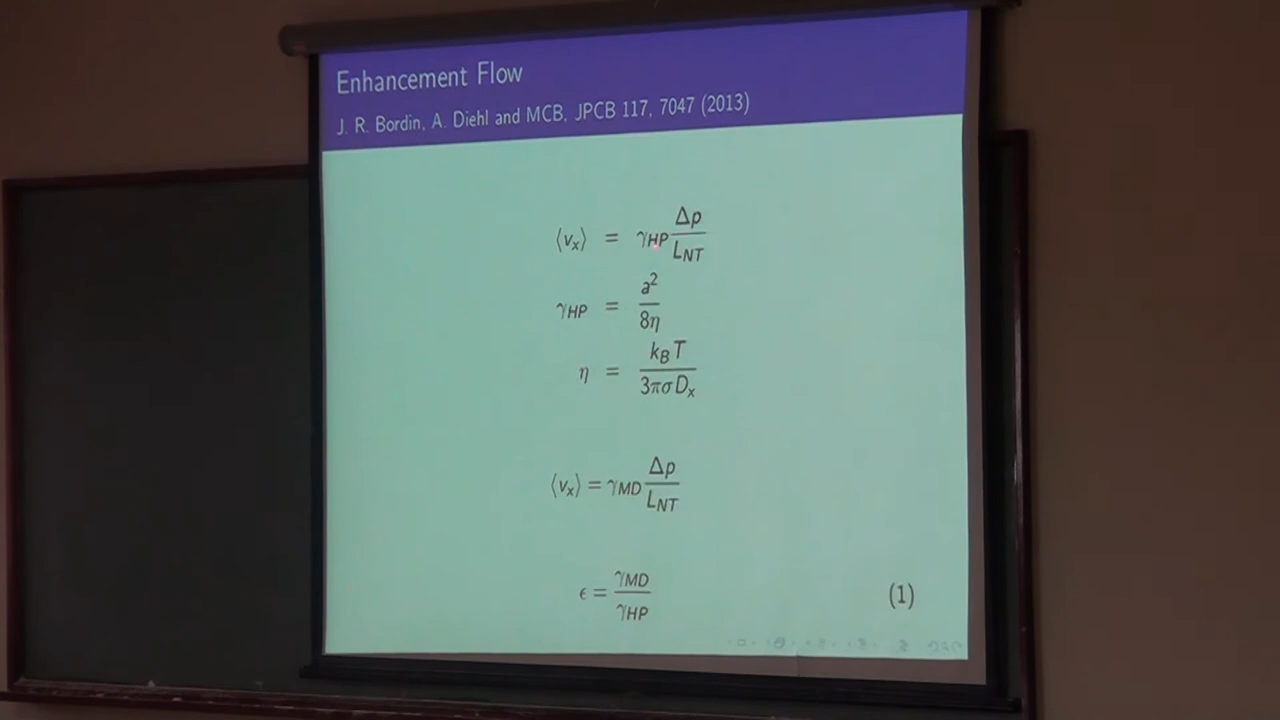 Enhancement Flow
J. R. Bordin, A. Diehl and MCB, JPCB 117, 7047 (2013)
⟨v_x⟩ = γ_HP Δp / L_NT
γ_HP = a² / 8η
η = k_B T / 3πσD_x
⟨v_x⟩ = γ_MD Δp / L_NT
ϵ = γ_MD / γ_HP (1)